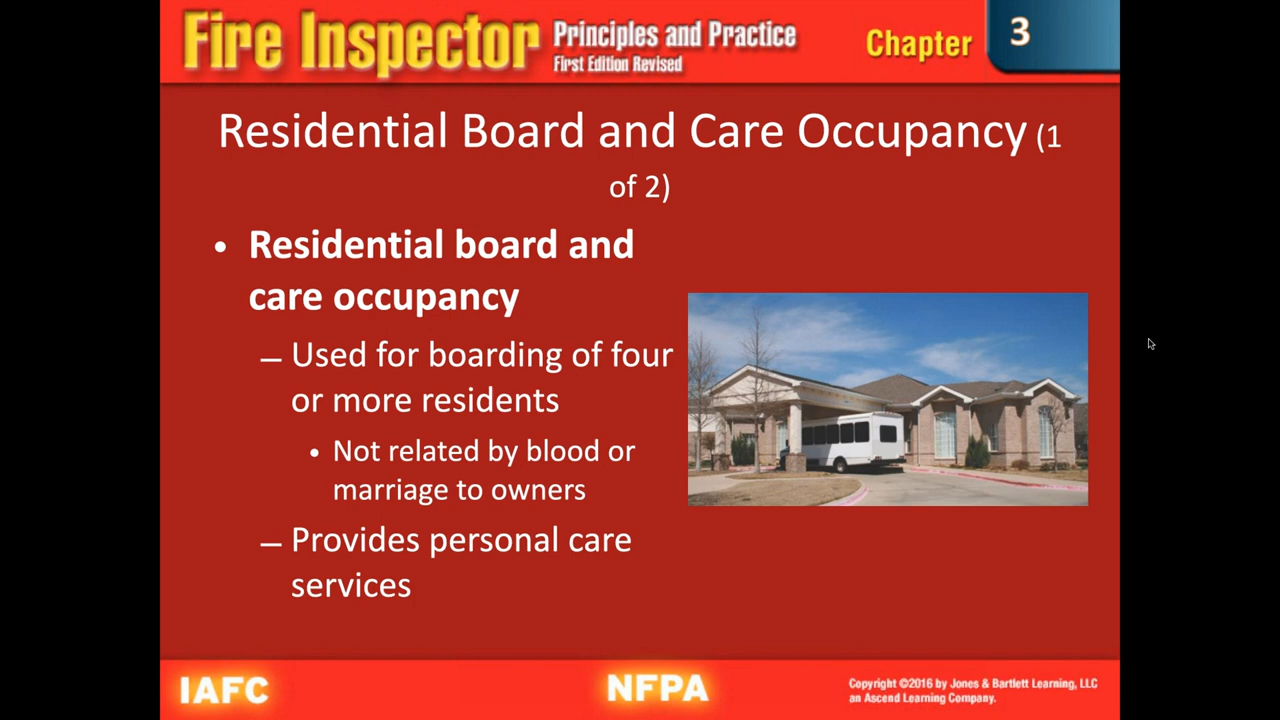 Fire Inspector
Principles and Practice
First Edition Revised
Chapter
3
Residential Board and Care Occupancy (1
of 2)
• Residential board and
care occupancy
– Used for boarding of four
or more residents
• Not related by blood or
marriage to owners
– Provides personal care
services
IAFC
NFPA
Copyright ©2016 by Jones & Bartlett Learning, LLC
an Ascend Learning Company.